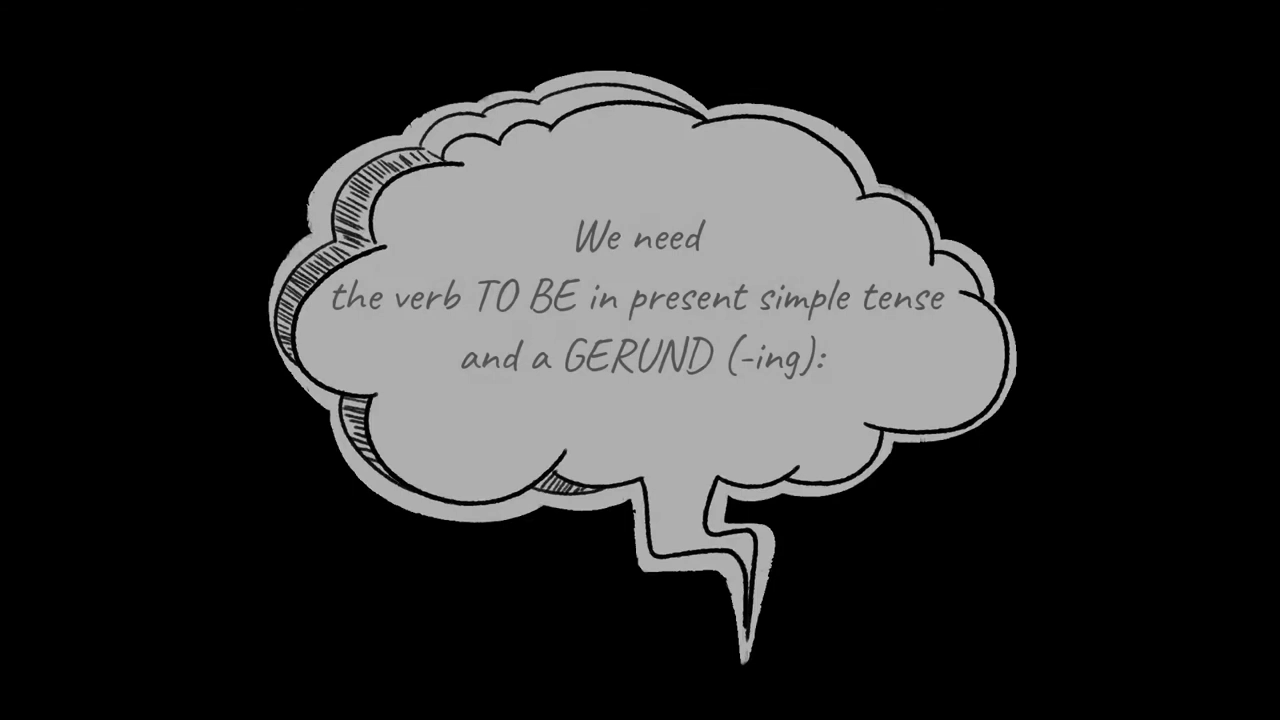 We need
the verb TO BE in present simple tense
and a GERUND (-ing):